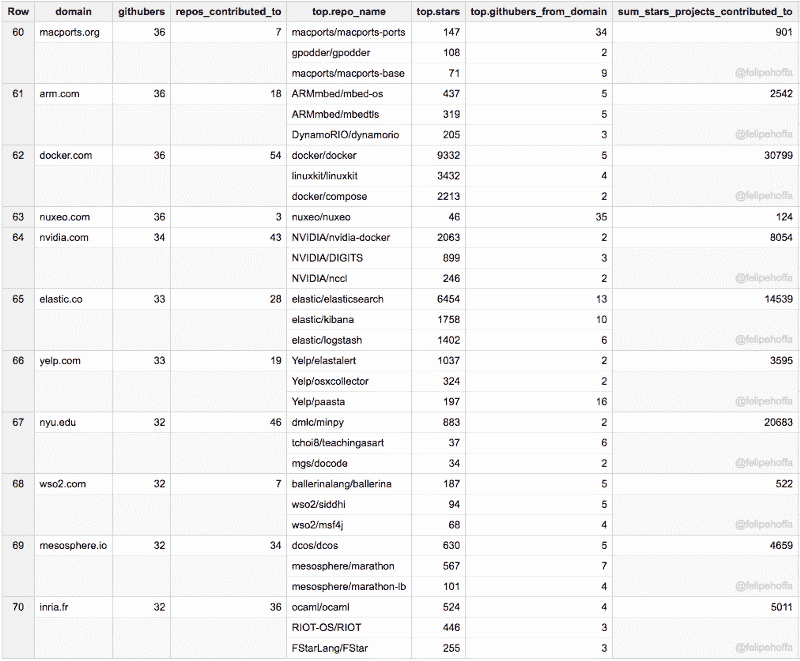 Row domain githubers repos_contributed_to top.repo_name top.stars top.githubers_from_domain sum_stars_projects_contributed_to
60 macports.org 36 7 macports/macports-ports 147 34 901
gpodder/gpodder 108 2
macports/macports-base 71 9 @felipehoffa
61 arm.com 36 18 ARMmbed/mbed-os 437 5 2542
ARMmbed/mbedtls 319 5
DynamoRIO/dynamorio 205 3 @felipehoffa
62 docker.com 36 54 docker/docker 9332 5 30799
linuxkit/linuxkit 3432 4
docker/compose 2213 2 @felipehoffa
63 nuxeo.com 36 3 nuxeo/nuxeo 46 35 124
64 nvidia.com 34 43 NVIDIA/nvidia-docker 2063 2 8054
NVIDIA/DIGITS 899 3
NVIDIA/nccl 246 2 @felipehoffa
65 elastic.co 33 28 elastic/elasticsearch 6454 13 14539
elastic/kibana 1758 10
elastic/logstash 1402 6 @felipehoffa
66 yelp.com 33 19 Yelp/elastalert 1037 2 3595
Yelp/osxcollector 324 2
Yelp/paasta 197 16 @felipehoffa
67 nyu.edu 32 46 dmlc/minpy 883 2 20683
tchoi8/teachingasart 37 6
mgs/docode 34 2 @felipehoffa
68 wso2.com 32 7 ballerinalang/ballerina 187 5 522
wso2/siddhi 94 5
wso2/msf4j 68 4 @felipehoffa
69 mesosphere.io 32 34 dcos/dcos 630 5 4659
mesosphere/marathon 567 7
mesosphere/marathon-lb 101 4 @felipehoffa
70 inria.fr 32 36 ocaml/ocaml 524 4 5011
RIOT-OS/RIOT 446 3
FStarLang/FStar 255 3 @felipehoffa